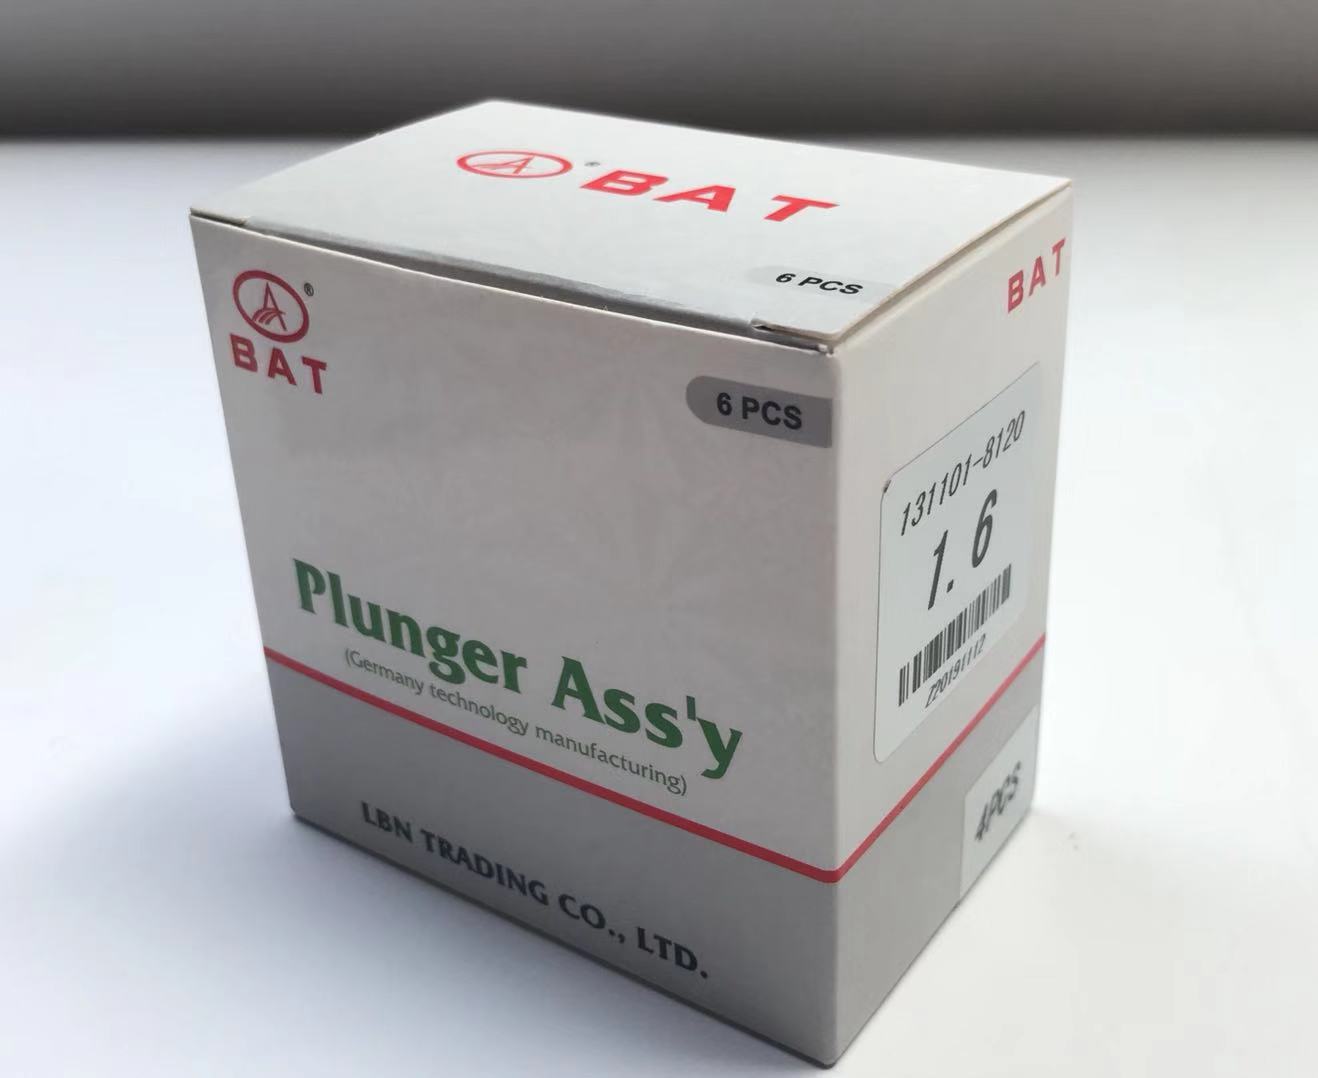 ® BAT
6 PCS
®
BAT
6 PCS
Plunger Ass'y
(Germany technology manufacturing)
LBN TRADING CO., LTD.
BAT
131101-8120
1.6
Z20191112
4PCS